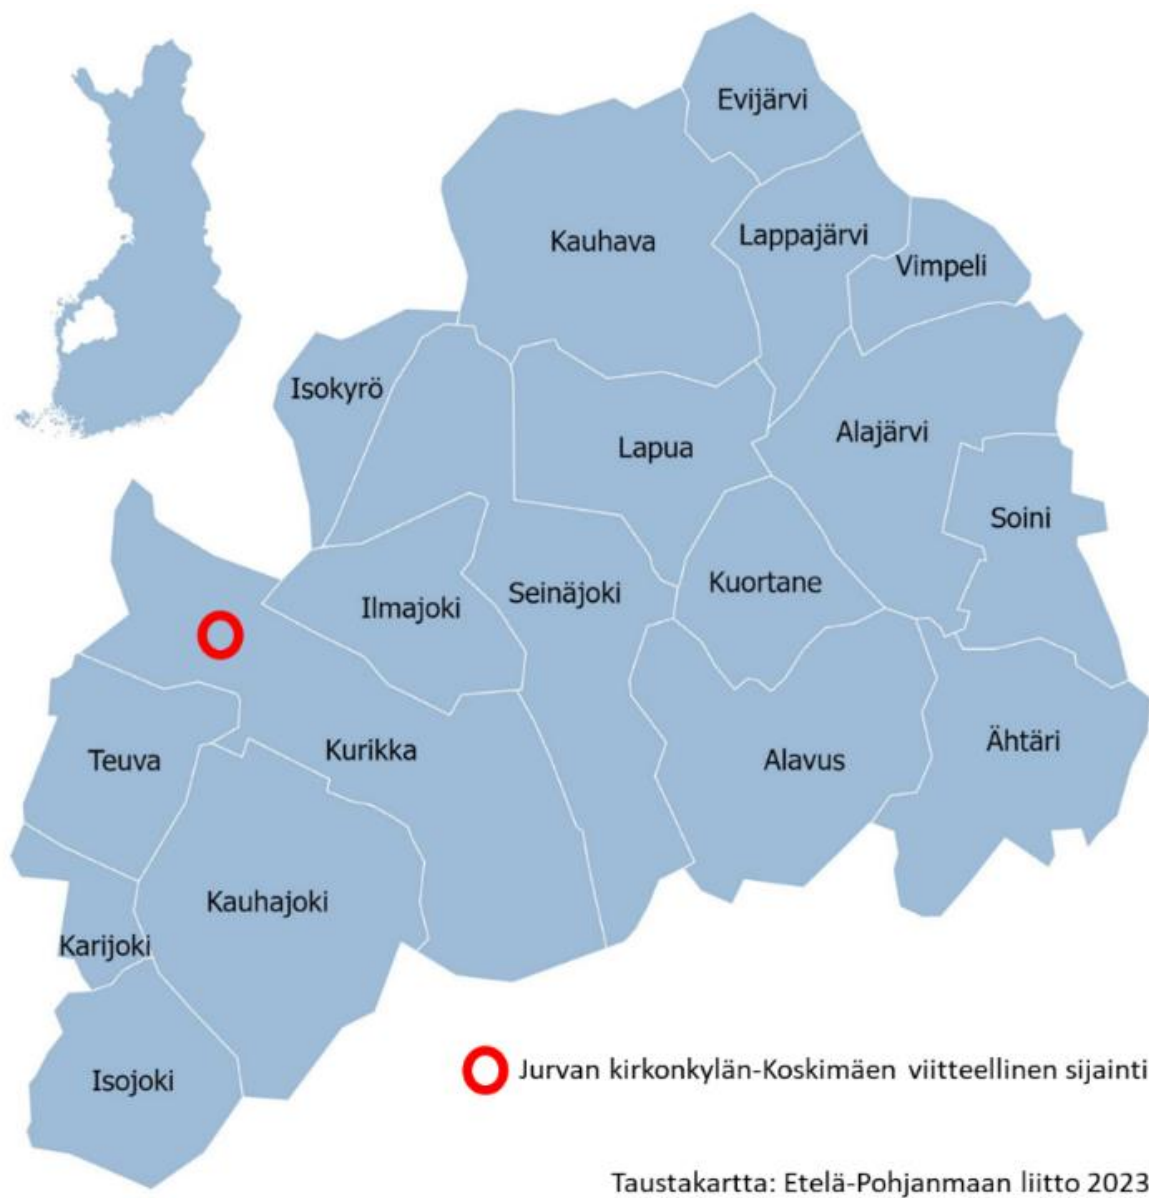 Evijärvi
Kauhava
Lappajärvi
Vimpeli
Isokyrö
Lapua
Alajärvi
Soini
Ilmajoki
Seinäjoki
Kuortane
Teuva
Kurikka
Alavus
Ähtäri
Kauhajoki
Karijoki
Isojoki
Jurvan kirkonkylän-Koskimäen viitteellinen sijainti
Taustakartta: Etelä-Pohjanmaan liitto 2023